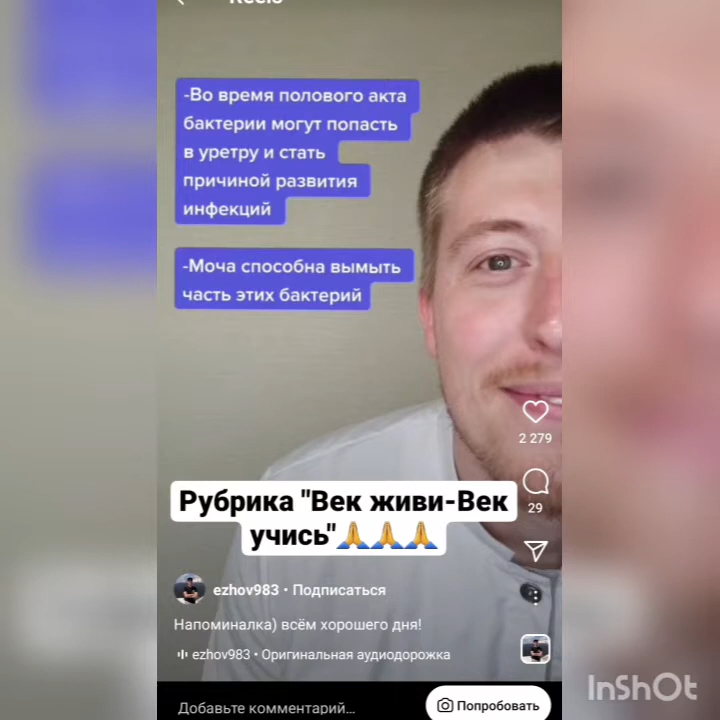 -Во время полового акта
бактерии могут попасть
в уретру и стать
причиной развития
инфекций
-Моча способна вымыть
часть этих бактерий
2 279
29
Рубрика "Век живи-Век
учись"🙏🙏🙏
ezhov983 • Подписаться
Напоминалка) всём хорошего дня!
ezhov983 • Оригинальная аудиодорожка
Добавьте комментарий...
Попробовать
InShOt